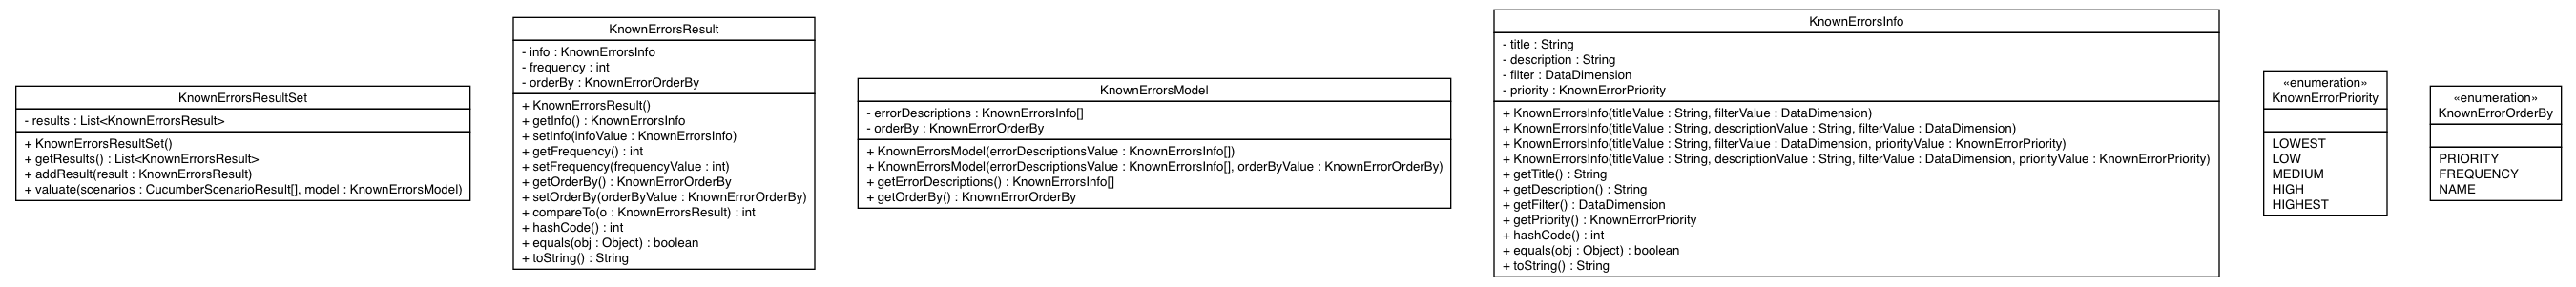 KnownErrorsResultSet
- results : List<KnownErrorsResult>
+ KnownErrorsResultSet()
+ getResults() : List<KnownErrorsResult>
+ addResult(result : KnownErrorsResult)
+ valuate(scenarios : CucumberScenarioResult[], model : KnownErrorsModel)
KnownErrorsResult
- info : KnownErrorsInfo
- frequency : int
- orderBy : KnownErrorOrderBy
+ KnownErrorsResult()
+ getInfo() : KnownErrorsInfo
+ setInfo(infoValue : KnownErrorsInfo)
+ getFrequency() : int
+ setFrequency(frequencyValue : int)
+ getOrderBy() : KnownErrorOrderBy
+ setOrderBy(orderByValue : KnownErrorOrderBy)
+ compareTo(o : KnownErrorsResult) : int
+ hashCode() : int
+ equals(obj : Object) : boolean
+ toString() : String
KnownErrorsModel
- errorDescriptions : KnownErrorsInfo[]
- orderBy : KnownErrorOrderBy
+ KnownErrorsModel(errorDescriptionsValue : KnownErrorsInfo[])
+ KnownErrorsModel(errorDescriptionsValue : KnownErrorsInfo[], orderByValue : KnownErrorOrderBy)
+ getErrorDescriptions() : KnownErrorsInfo[]
+ getOrderBy() : KnownErrorOrderBy
KnownErrorsInfo
- title : String
- description : String
- filter : DataDimension
- priority : KnownErrorPriority
+ KnownErrorsInfo(titleValue : String, filterValue : DataDimension)
+ KnownErrorsInfo(titleValue : String, descriptionValue : String, filterValue : DataDimension)
+ KnownErrorsInfo(titleValue : String, filterValue : DataDimension, priorityValue : KnownErrorPriority)
+ KnownErrorsInfo(titleValue : String, descriptionValue : String, filterValue : DataDimension, priorityValue : KnownErrorPriority)
+ getTitle() : String
+ getDescription() : String
+ getFilter() : DataDimension
+ getPriority() : KnownErrorPriority
+ hashCode() : int
+ equals(obj : Object) : boolean
+ toString() : String
«enumeration»
KnownErrorPriority
LOWEST
LOW
MEDIUM
HIGH
HIGHEST
«enumeration»
KnownErrorOrderBy
PRIORITY
FREQUENCY
NAME